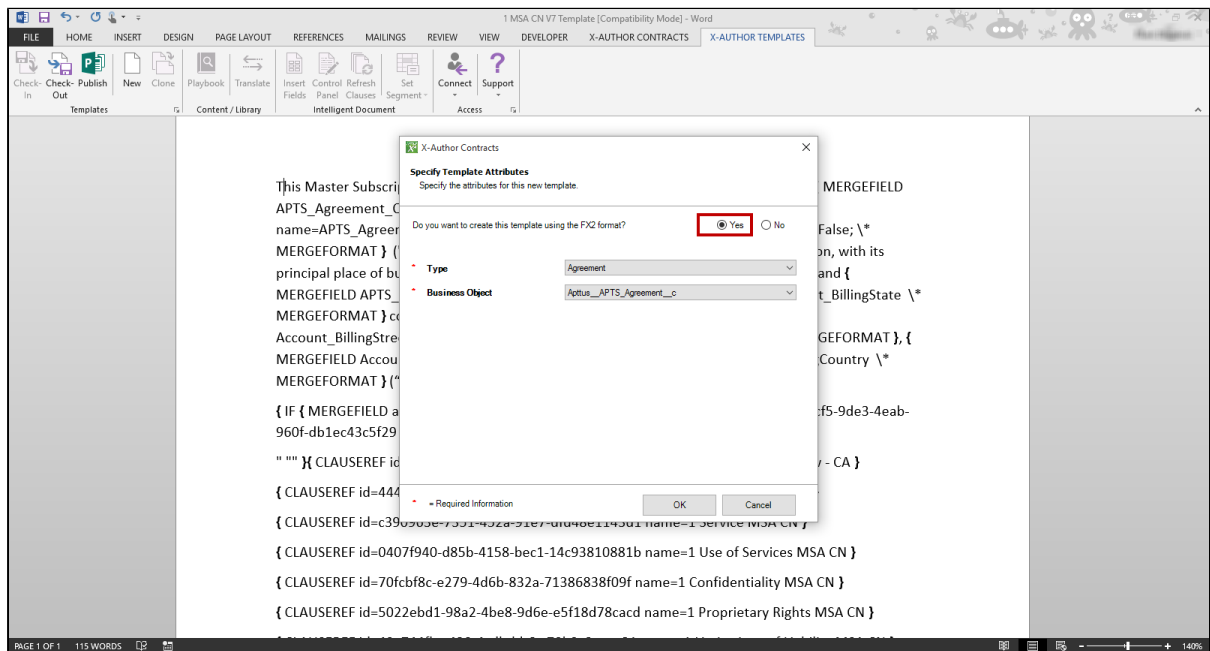 1 MSA CN V7 Template [Compatibility Mode] - Word
FILE HOME INSERT DESIGN PAGE LAYOUT REFERENCES MAILINGS REVIEW VIEW DEVELOPER X-AUTHOR CONTRACTS X-AUTHOR TEMPLATES
Check-In Check-Out Publish New Clone Playbook Translate Insert Fields Control Panel Refresh Clauses Set Segment Connect Support
Templates Content / Library Intelligent Document Access
X-Author Contracts
Specify Template Attributes
Specify the attributes for this new template.
Do you want to create this template using the FX2 format? Yes No
* Type Agreement
* Business Object Apttus__APTS_Agreement__c
* = Required Information OK Cancel
This Master Subscri MERGEFIELD
APTS_Agreement_
name=APTS_Agreer False; \*
MERGEFORMAT } on, with its
principal place of bu and {
MERGEFIELD APTS_ t_BillingState \*
MERGEFORMAT } co
Account_BillingStre GEFORMAT }, {
MERGEFIELD Accou Country \*
MERGEFORMAT } ("
{ IF { MERGEFIELD a cf5-9de3-4eab-
960f-db1ec43c5f29
" "" }{ CLAUSEREF id - CA }
{ CLAUSEREF id=444
{ CLAUSEREF name=1 Service MSA CN }
{ CLAUSEREF id=0407f940-d85b-4158-bec1-14c93810881b name=1 Use of Services MSA CN }
{ CLAUSEREF id=70fcbf8c-e279-4d6b-832a-71386838f09f name=1 Confidentiality MSA CN }
{ CLAUSEREF id=5022ebd1-98a2-4be8-9d6e-e5f18d78cacd name=1 Proprietary Rights MSA CN }
PAGE 1 OF 1 115 WORDS 140%